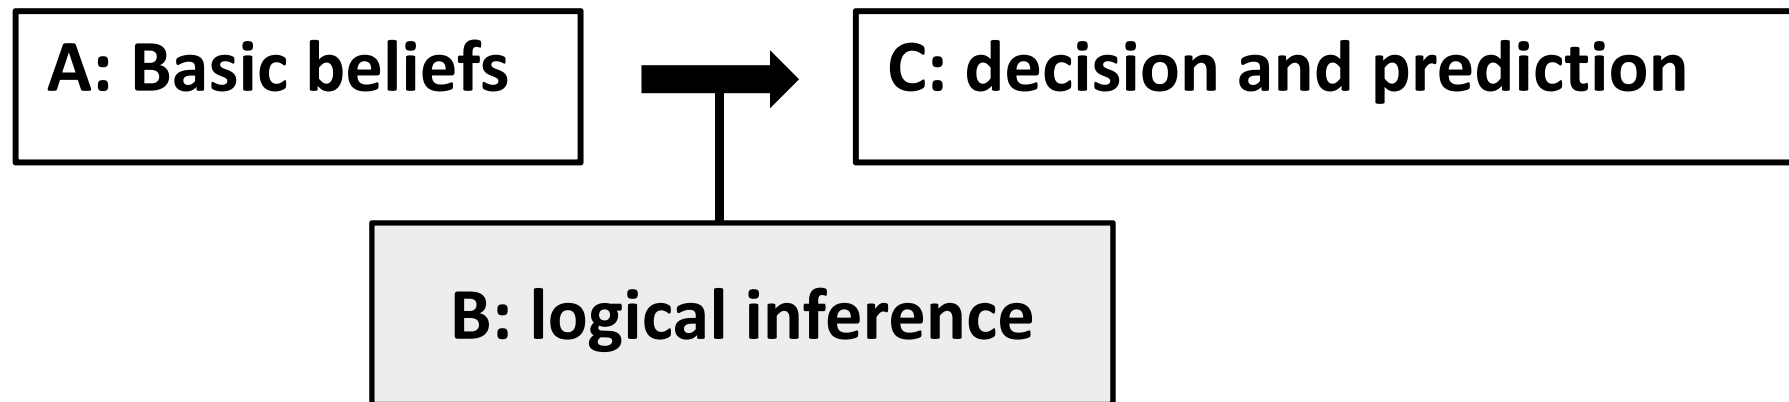 A: Basic beliefs
C: decision and prediction
B: logical inference